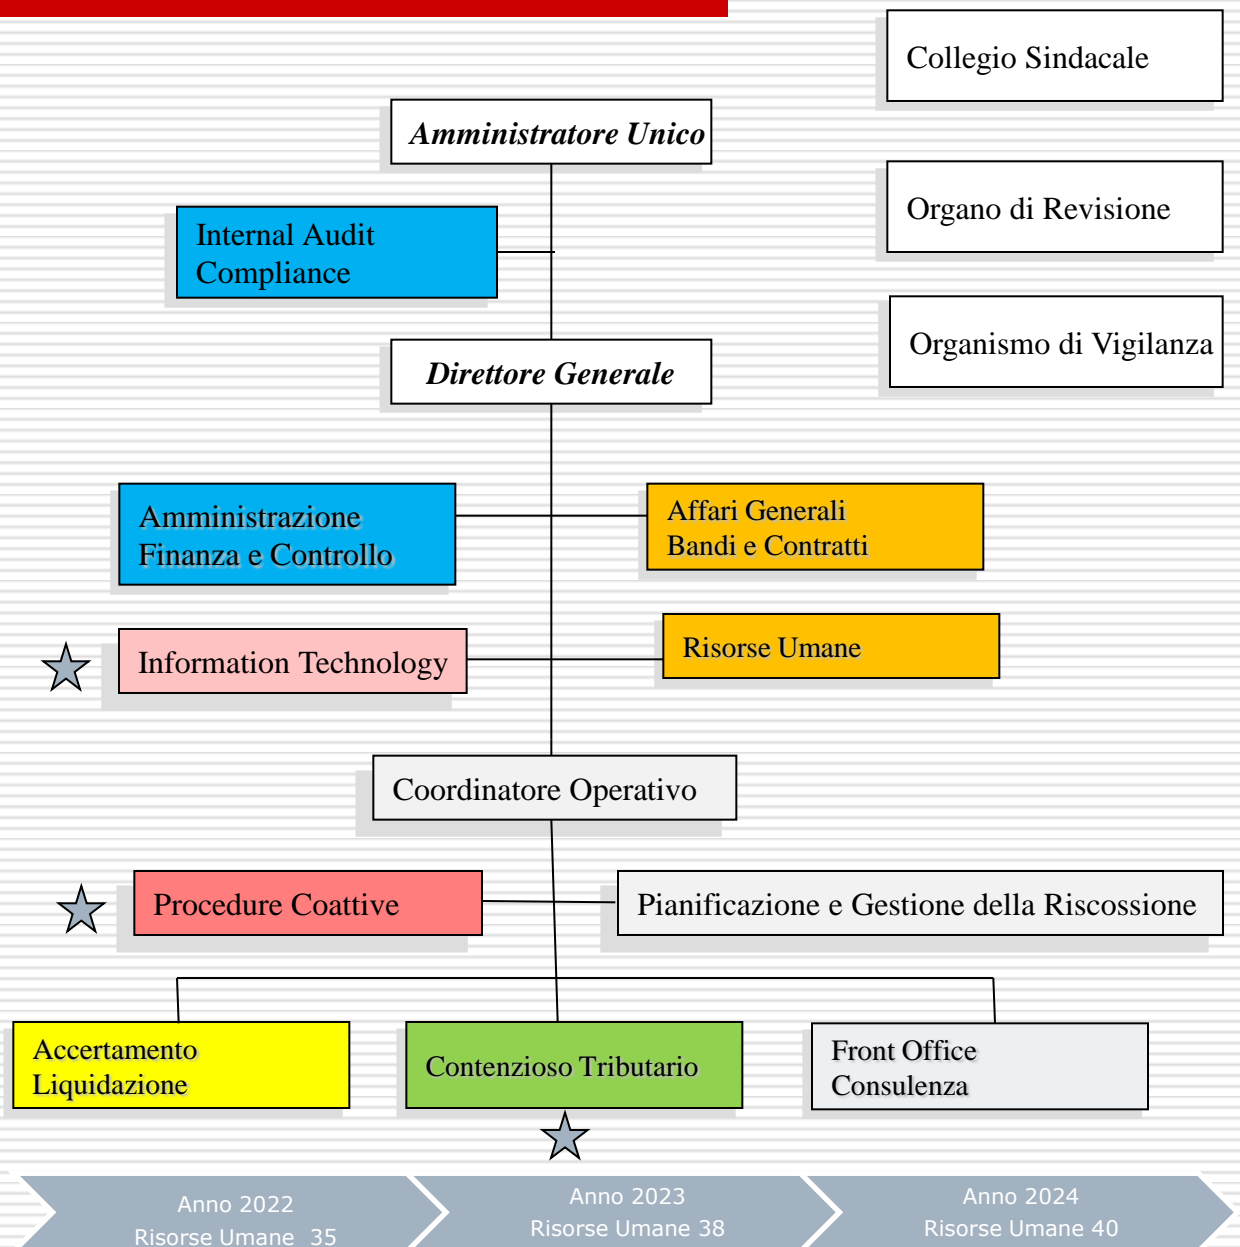 Collegio Sindacale
Amministratore Unico
Organo di Revisione
Internal Audit
Compliance
Organismo di Vigilanza
Direttore Generale
Amministrazione
Finanza e Controllo
Affari Generali
Bandi e Contratti
Information Technology
Risorse Umane
Coordinatore Operativo
Procedure Coattive
Pianificazione e Gestione della Riscossione
Accertamento
Liquidazione
Contenzioso Tributario
Front Office
Consulenza
Anno 2022
Risorse Umane 35
Anno 2023
Risorse Umane 38
Anno 2024
Risorse Umane 40